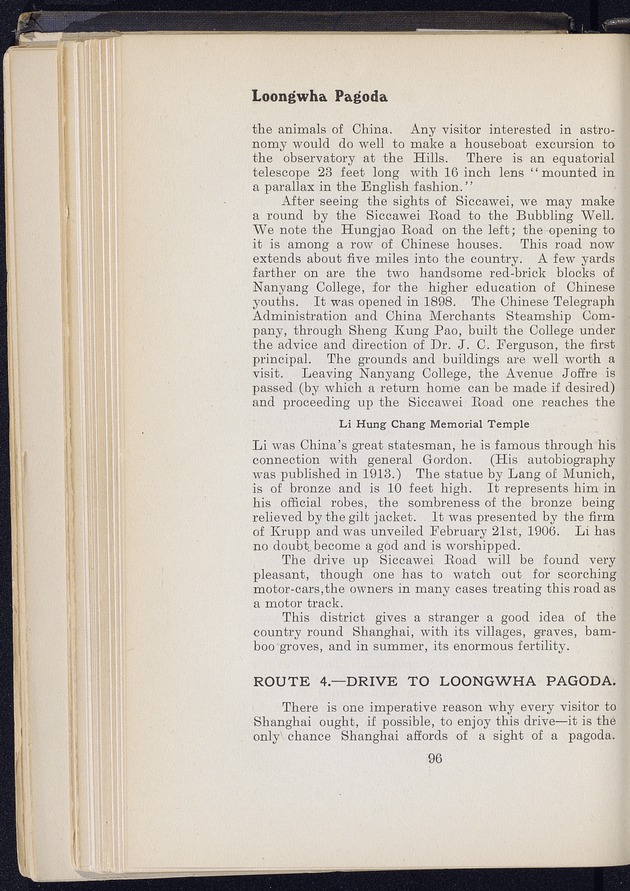 Loongwha Pagoda
the animals of China. Any visitor interested in astro-
nomy would do well to make a houseboat excursion to
the observatory at the Hills. There is an equatorial
telescope 23 feet long with 16 inch lens "mounted in
a parallax in the English fashion."
After seeing the sights of Siccawei, we may make
a round by the Siccawei Road to the Bubbling Well.
We note the Hungjao Road on the left; the opening to
it is among a row of Chinese houses. This road now
extends about five miles into the country. A few yards
farther on are the two handsome red-brick blocks of
Nanyang College, for the higher education of Chinese
youths. It was opened in 1898. The Chinese Telegraph
Administration and China Merchants Steamship Com-
pany, through Sheng Kung Pao, built the College under
the advice and direction of Dr. J. C. Ferguson, the first
principal. The grounds and buildings are well worth a
visit. Leaving Nanyang College, the Avenue Joffre is
passed (by which a return home can be made if desired)
and proceeding up the Siccawei Road one reaches the
Li Hung Chang Memorial Temple
Li was China's great statesman, he is famous through his
connection with general Gordon. (His autobiography
was published in 1913.) The statue by Lang of Munich,
is of bronze and is 10 feet high. It represents him in
his official robes, the sombreness of the bronze being
relieved by the gilt jacket. It was presented by the firm
of Krupp and was unveiled February 21st, 1906. Li has
no doubt become a god and is worshipped.
The drive up Siccawei Road will be found very
pleasant, though one has to watch out for scorching
motor-cars, the owners in many cases treating this road as
a motor track.
This district gives a stranger a good idea of the
country round Shanghai, with its villages, graves, bam-
boo groves, and in summer, its enormous fertility.
ROUTE 4.—DRIVE TO LOONGWHA PAGODA.
There is one imperative reason why every visitor to
Shanghai ought, if possible, to enjoy this drive—it is the
only chance Shanghai affords of a sight of a pagoda.
96